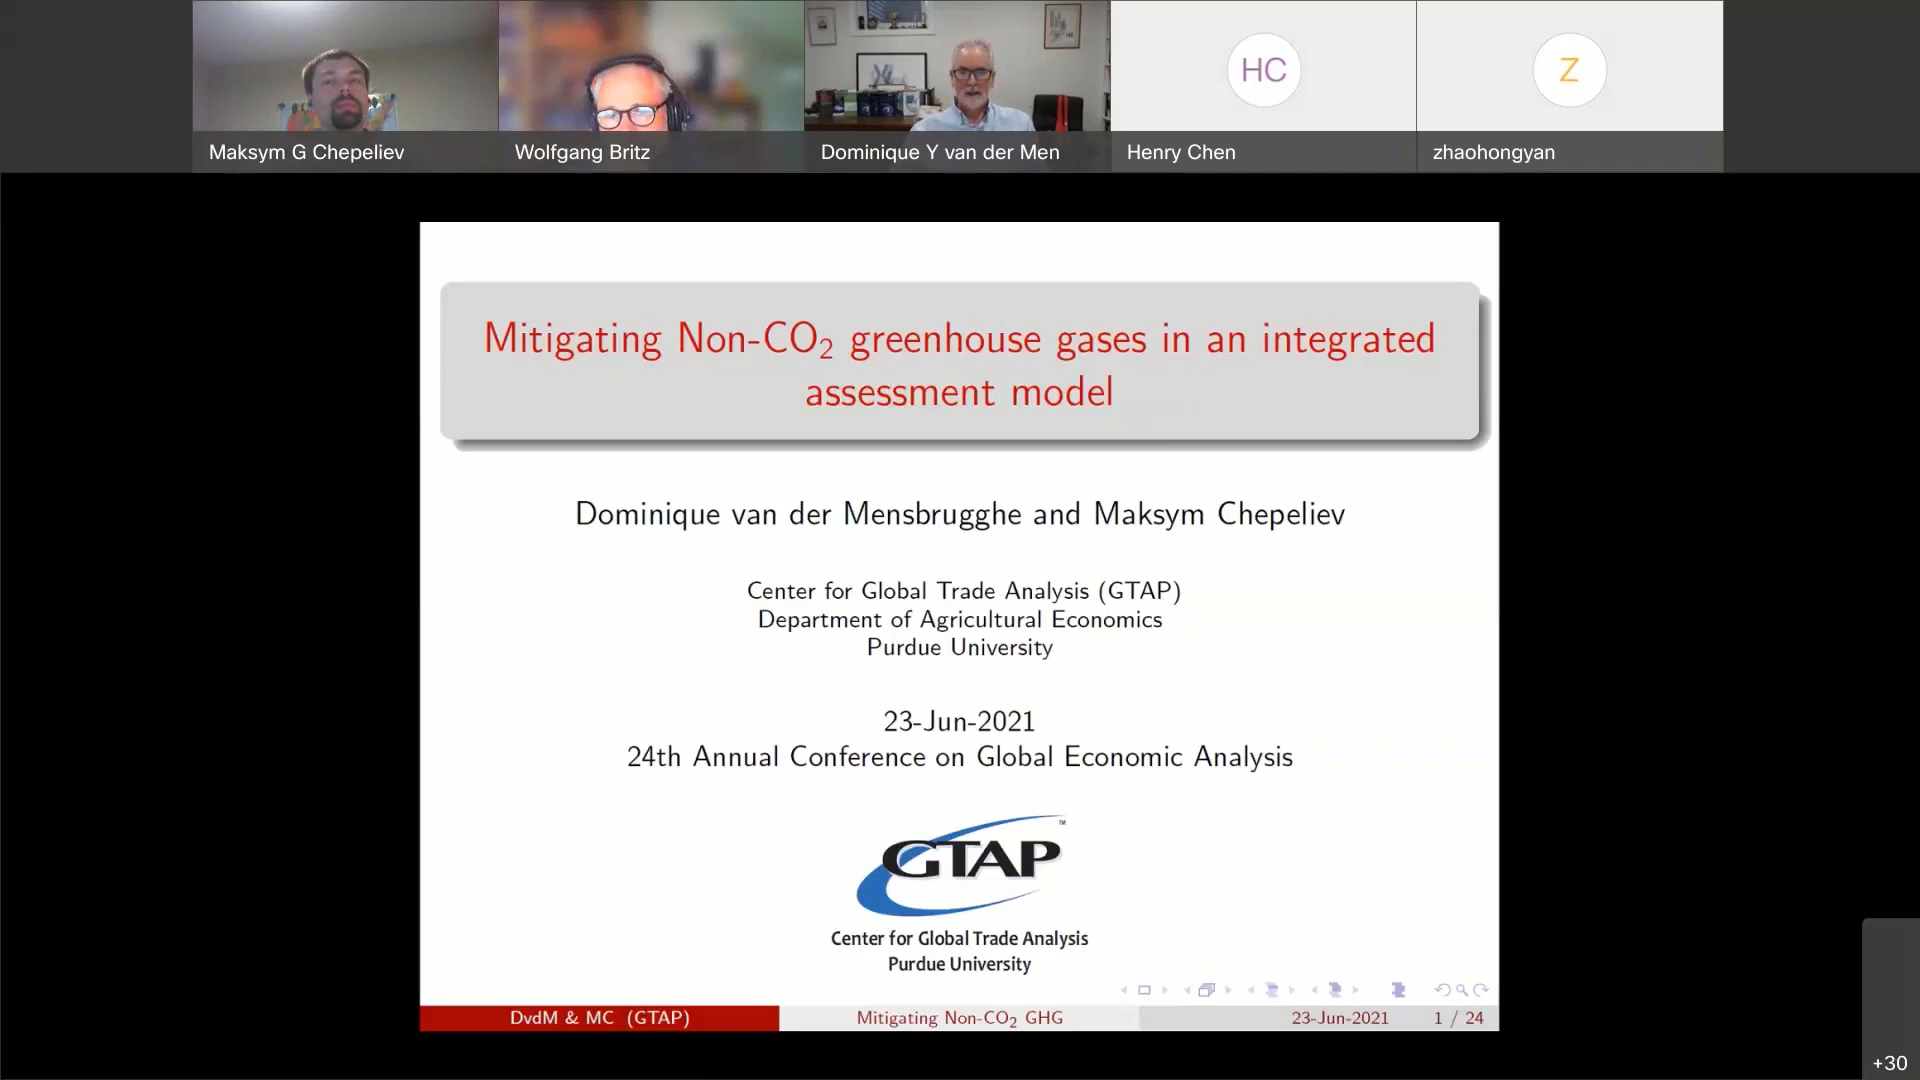 HC
Z
Maksym G Chepeliev
Wolfgang Britz
Dominique Y van der Men
Henry Chen
zhaohongyan
Mitigating Non-CO₂ greenhouse gases in an integrated
assessment model
Dominique van der Mensbrugghe and Maksym Chepeliev
Center for Global Trade Analysis (GTAP)
Department of Agricultural Economics
Purdue University
23-Jun-2021
24th Annual Conference on Global Economic Analysis
GTAP™
Center for Global Trade Analysis
Purdue University
DvdM & MC (GTAP) Mitigating Non-CO₂ GHG 23-Jun-2021 1 / 24
+30